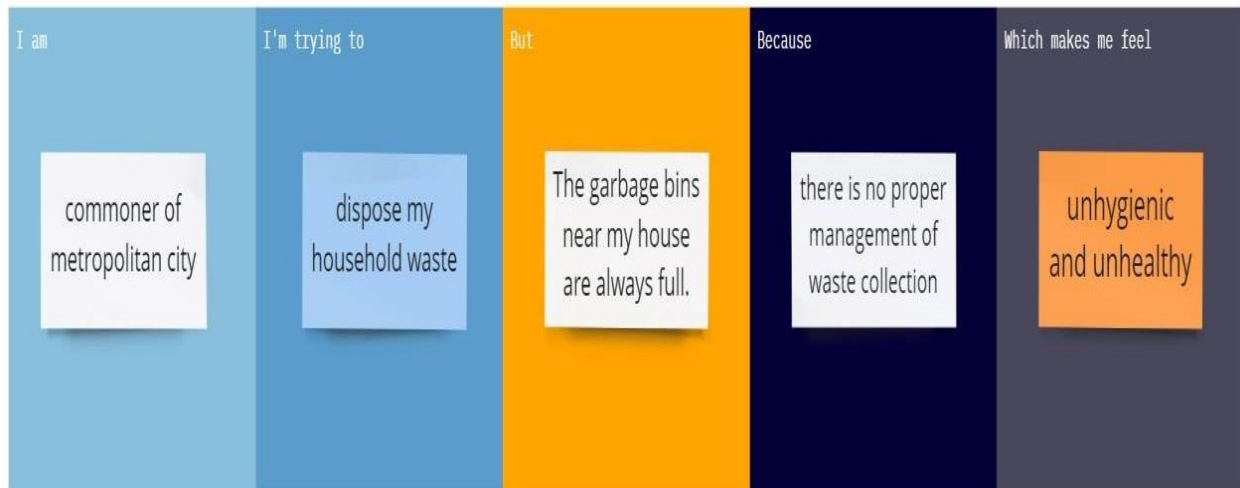 I am
commoner of
metropolitan city
I'm trying to
dispose my
household waste
But
The garbage bins
near my house
are always full.
Because
there is no proper
management of
waste collection
Which makes me feel
unhygienic
and unhealthy